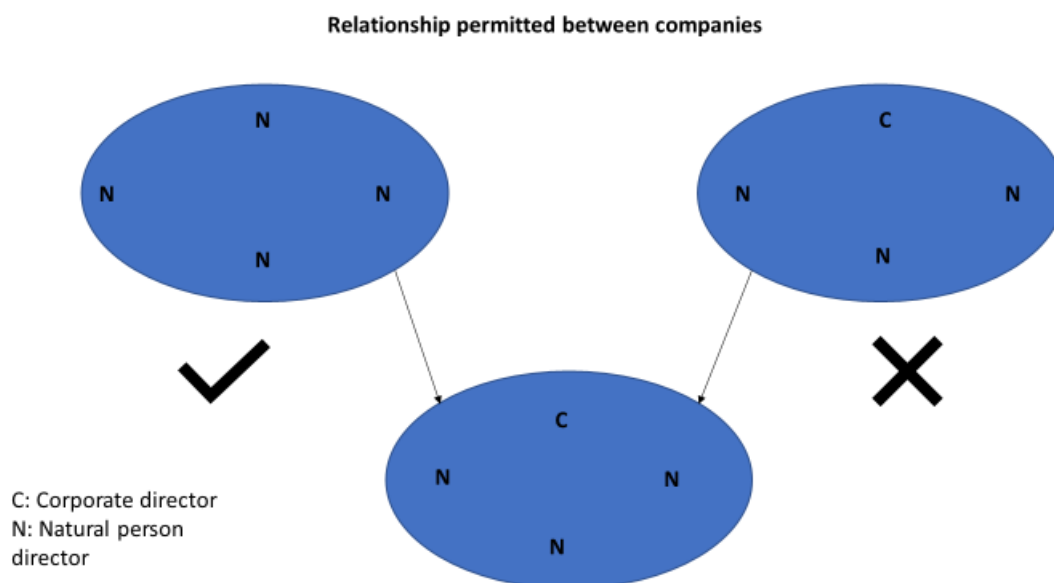 Relationship permitted between companies
N
C
N
N
N
N
N
N
C
N
N
N
C: Corporate director
N: Natural person
director